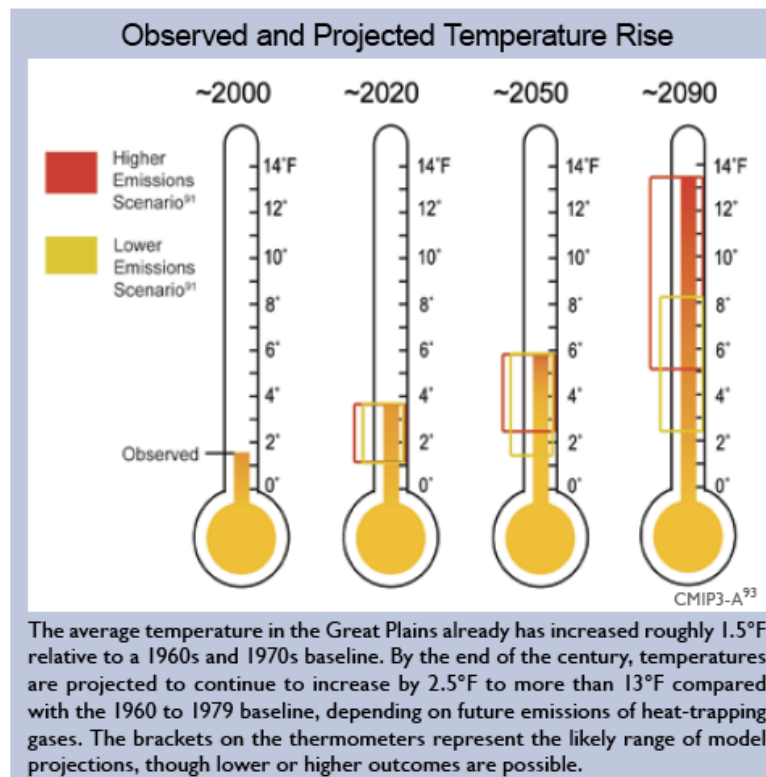 Observed and Projected Temperature Rise
~2000 ~2020 ~2050 ~2090
Higher
Emissions
Scenario⁹¹
Lower
Emissions
Scenario⁹¹
14°F 14°F 14°F 14°F
12° 12° 12° 12°
10° 10° 10° 10°
8° 8° 8° 8°
6° 6° 6° 6°
4° 4° 4° 4°
2° 2° 2° 2°
Observed
0° 0° 0° 0°
CMIP3-A⁹³
The average temperature in the Great Plains already has increased roughly 1.5°F
relative to a 1960s and 1970s baseline. By the end of the century, temperatures
are projected to continue to increase by 2.5°F to more than 13°F compared
with the 1960 to 1979 baseline, depending on future emissions of heat-trapping
gases. The brackets on the thermometers represent the likely range of model
projections, though lower or higher outcomes are possible.